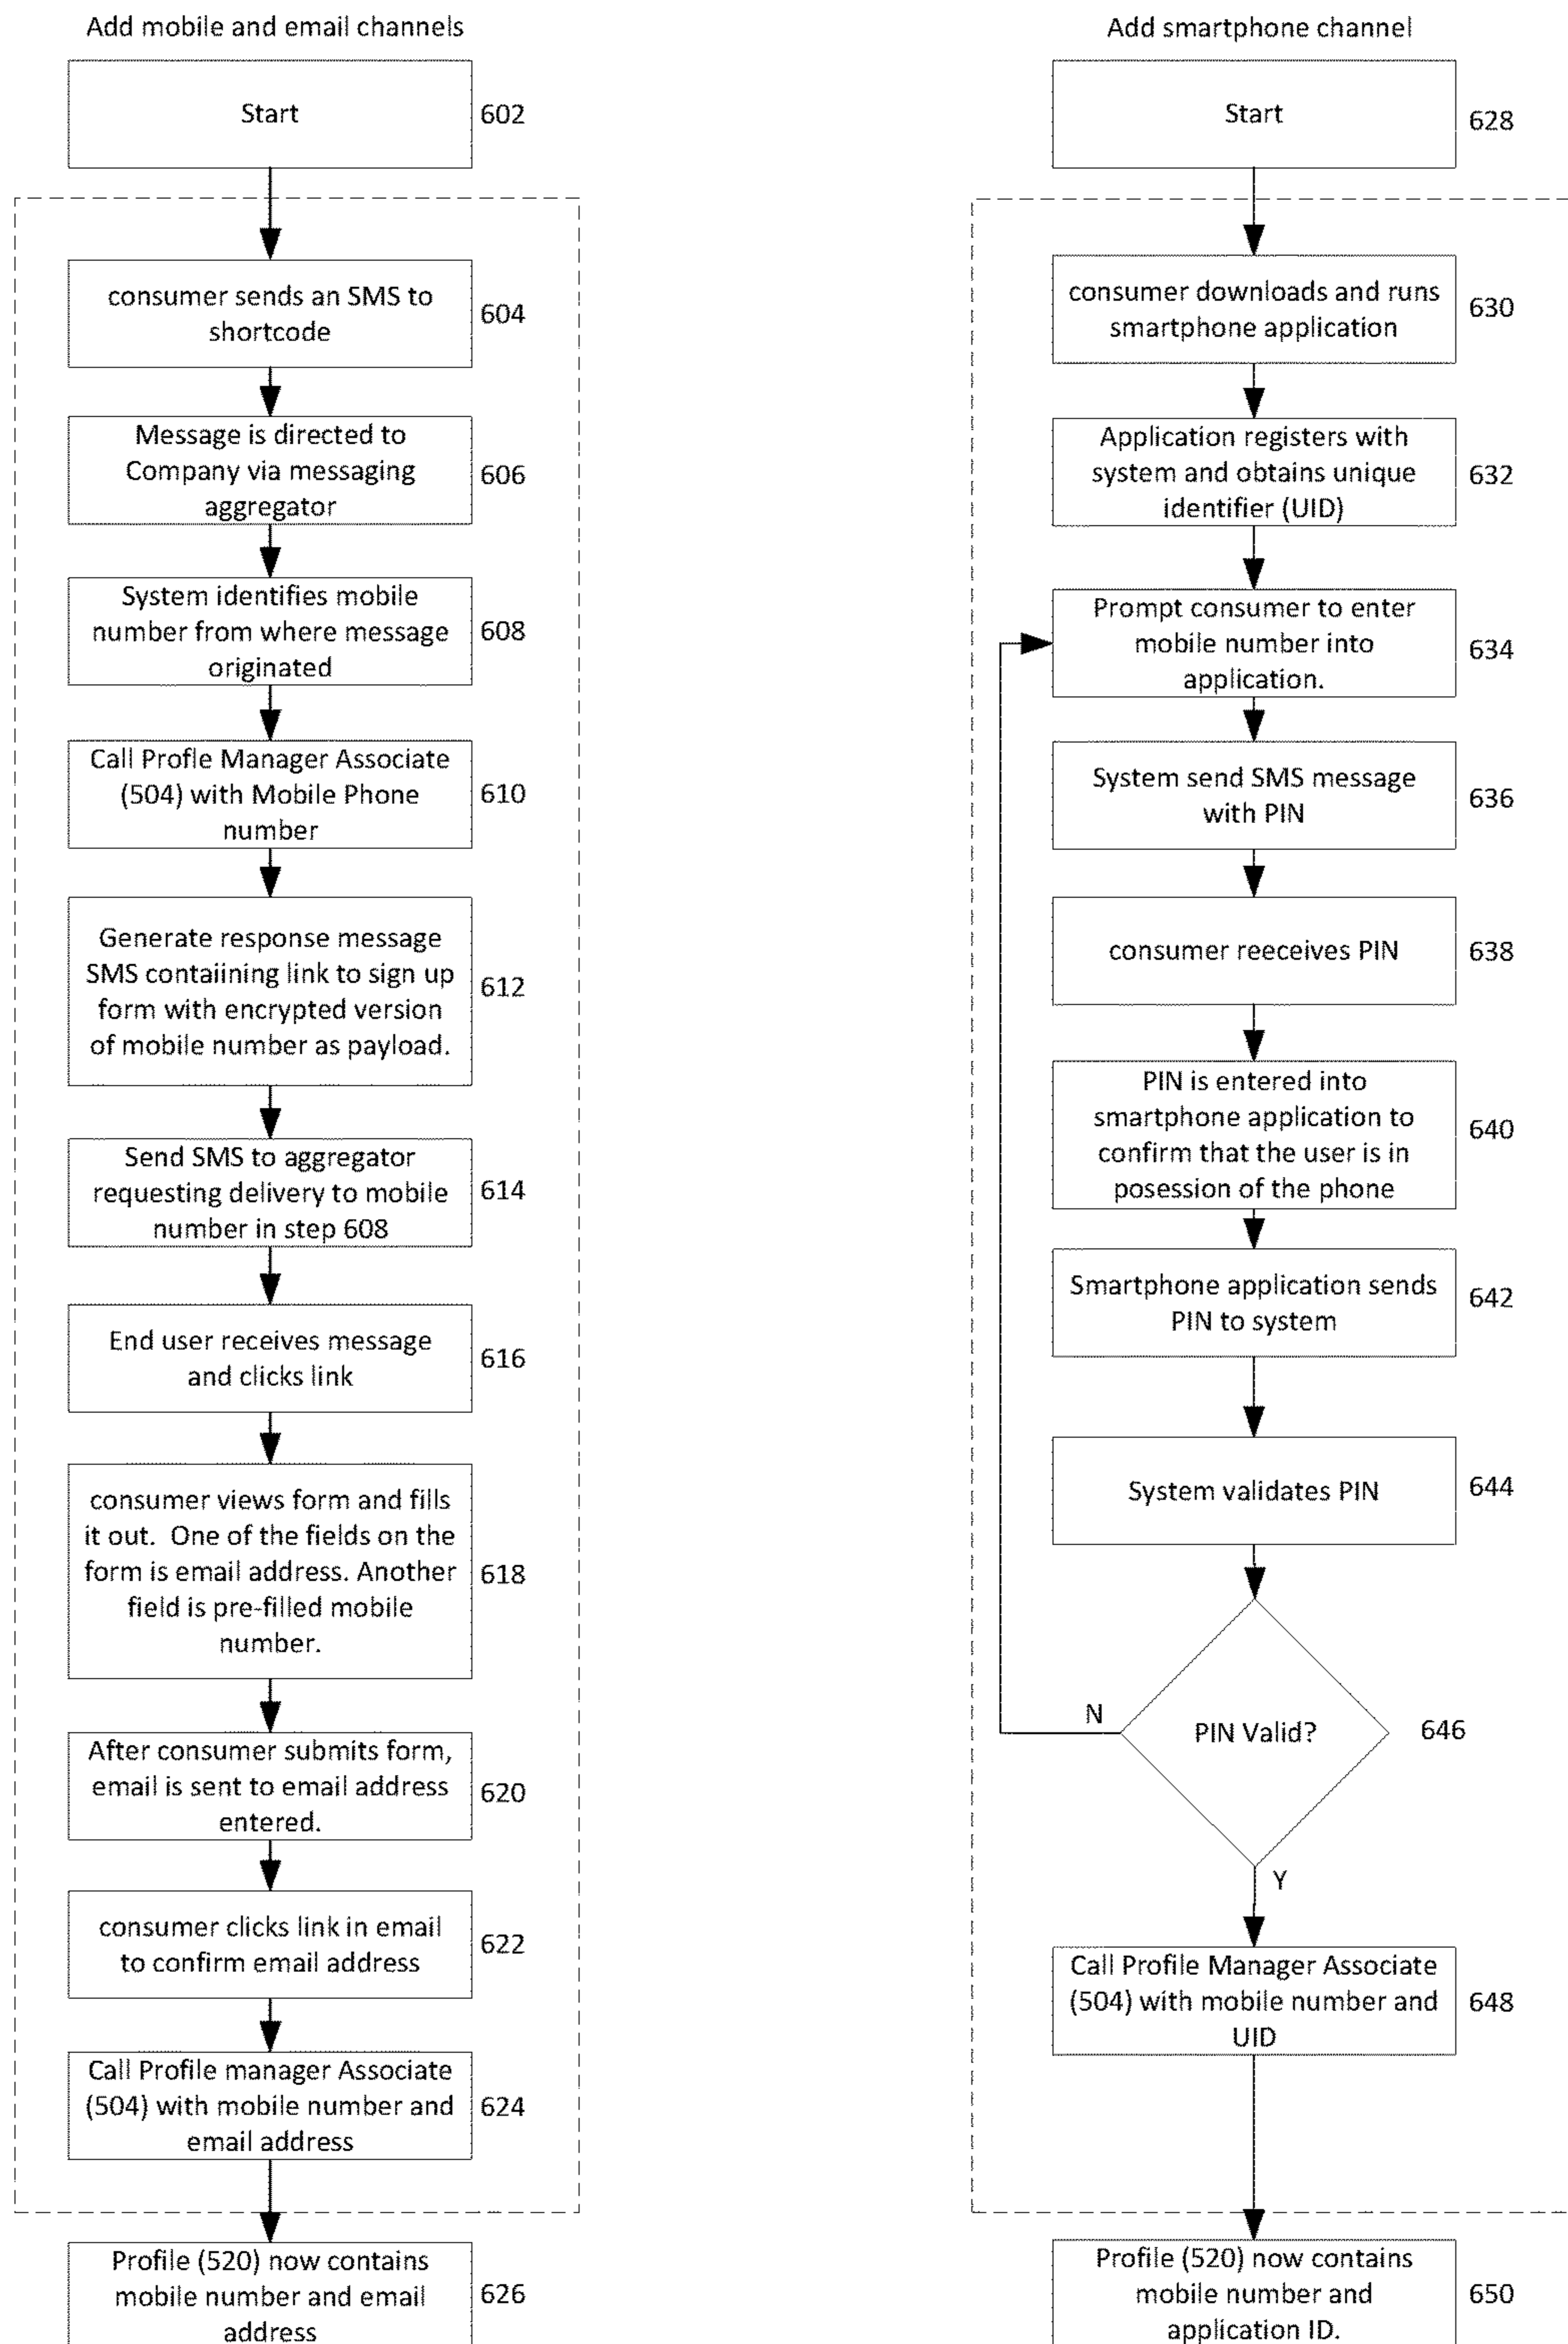 Add mobile and email channels
Start
602
consumer sends an SMS to
shortcode
604
Message is directed to
Company via messaging
aggregator
606
System identifies mobile
number from where message
originated
608
Call Profle Manager Associate
(504) with Mobile Phone
number
610
Generate response message
SMS contaiining link to sign up
form with encrypted version
of mobile number as payload.
612
Send SMS to aggregator
requesting delivery to mobile
number in step 608
614
End user receives message
and clicks link
616
consumer views form and fills
it out. One of the fields on the
form is email address. Another
field is pre-filled mobile
number.
618
After consumer submits form,
email is sent to email address
entered.
620
consumer clicks link in email
to confirm email address
622
Call Profile manager Associate
(504) with mobile number and
email address
624
Profile (520) now contains
mobile number and email
address
626
Add smartphone channel
Start
628
consumer downloads and runs
smartphone application
630
Application registers with
system and obtains unique
identifier (UID)
632
Prompt consumer to enter
mobile number into
application.
634
System send SMS message
with PIN
636
consumer reeceives PIN
638
PIN is entered into
smartphone application to
confirm that the user is in
posession of the phone
640
Smartphone application sends
PIN to system
642
System validates PIN
644
PIN Valid?
646
N
Y
Call Profile Manager Associate
(504) with mobile number and
UID
648
Profile (520) now contains
mobile number and
application ID.
650